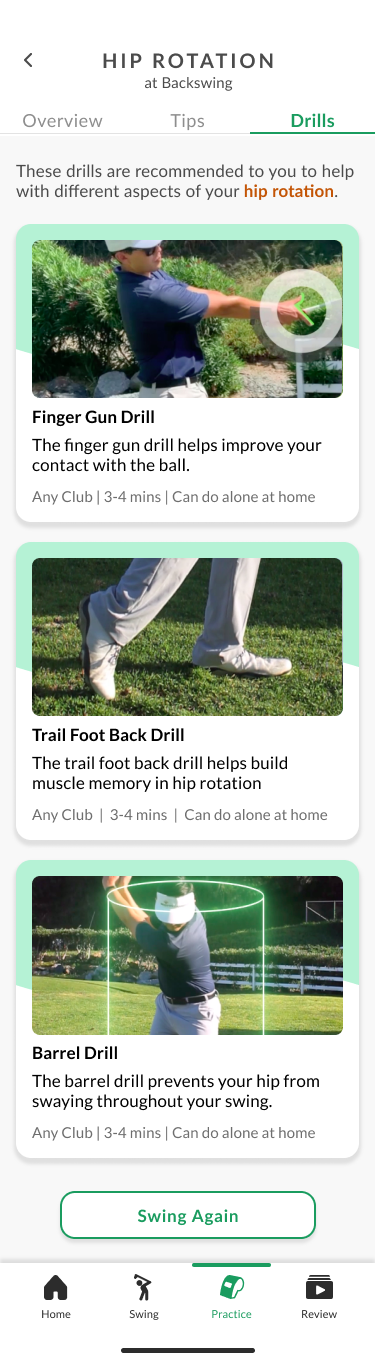 HIP ROTATION
at Backswing
Overview Tips Drills
These drills are recommended to you to help
with different aspects of your hip rotation.
Finger Gun Drill
The finger gun drill helps improve your
contact with the ball.
Any Club | 3-4 mins | Can do alone at home
Trail Foot Back Drill
The trail foot back drill helps build
muscle memory in hip rotation
Any Club | 3-4 mins | Can do alone at home
Barrel Drill
The barrel drill prevents your hip from
swaying throughout your swing.
Any Club | 3-4 mins | Can do alone at home
Swing Again
Home Swing Practice Review